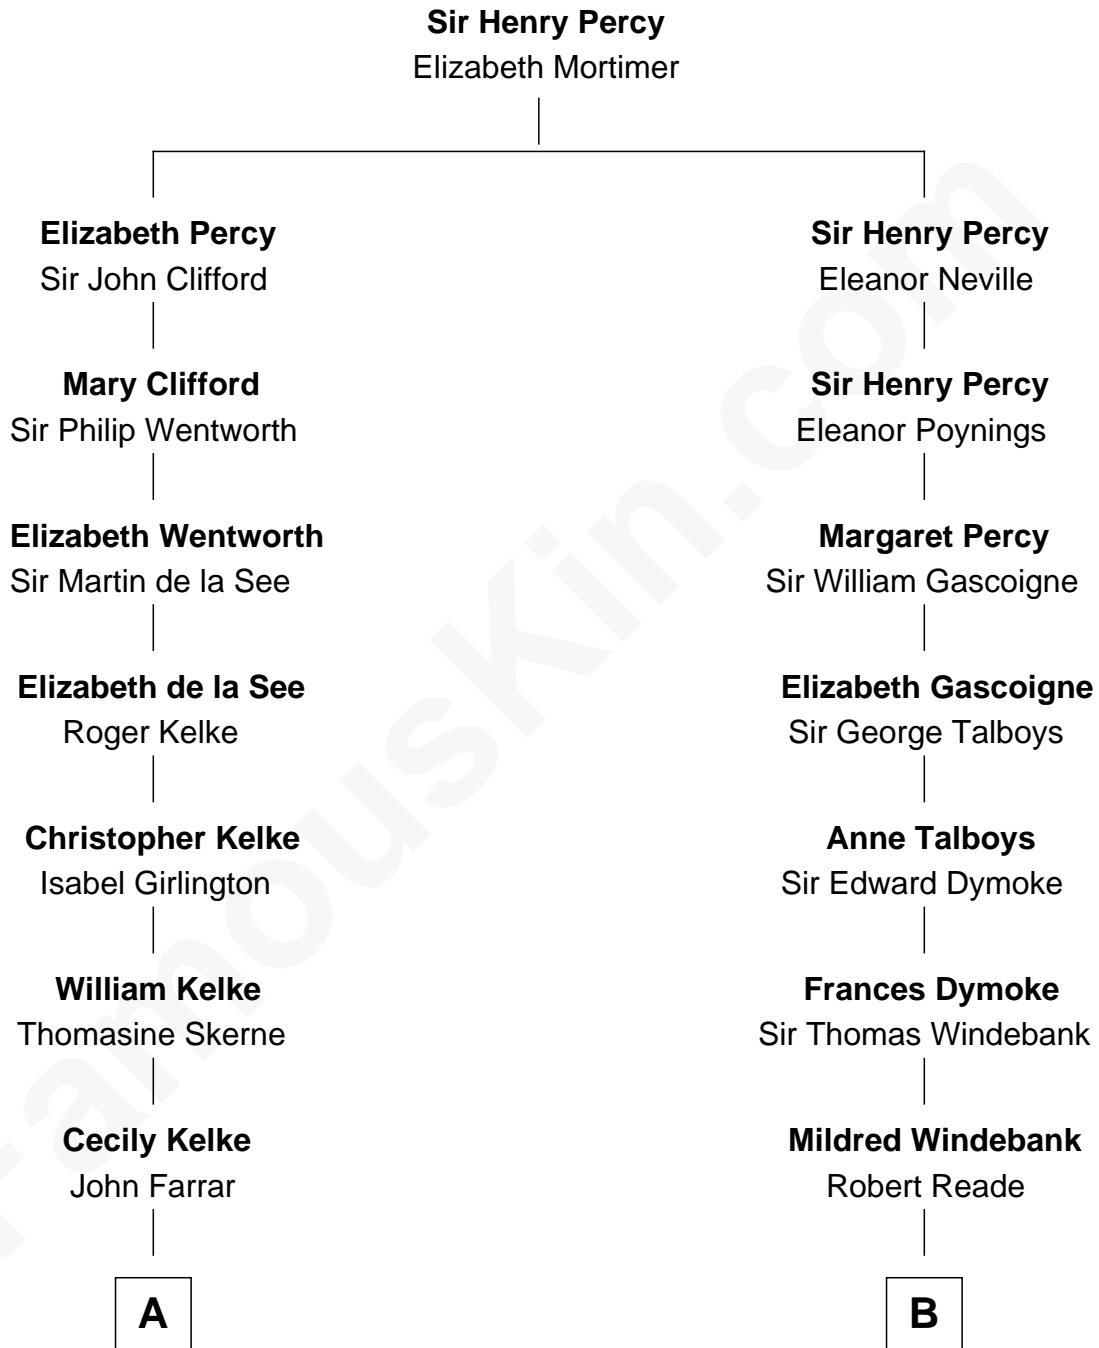 Sir Henry Percy
Elizabeth Mortimer
Elizabeth Percy
Sir John Clifford
Sir Henry Percy
Eleanor Neville
Mary Clifford
Sir Philip Wentworth
Sir Henry Percy
Eleanor Poynings
Elizabeth Wentworth
Sir Martin de la See
Margaret Percy
Sir William Gascoigne
Elizabeth de la See
Roger Kelke
Elizabeth Gascoigne
Sir George Talboys
Christopher Kelke
Isabel Girlington
Anne Talboys
Sir Edward Dymoke
William Kelke
Thomasine Skerne
Frances Dymoke
Sir Thomas Windebank
Cecily Kelke
John Farrar
Mildred Windebank
Robert Reade
A
B
FamousKin.com